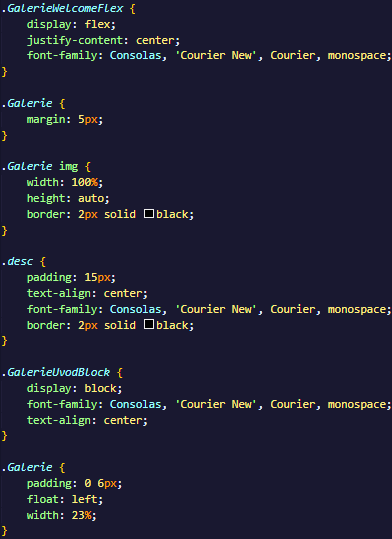 .GalerieWelcomeFlex {
display: flex;
justify-content: center;
font-family: Consolas, 'Courier New', Courier, monospace;
}
.Galerie {
margin: 5px;
}
.Galerie img {
width: 100%;
height: auto;
border: 2px solid black;
}
.desc {
padding: 15px;
text-align: center;
font-family: Consolas, 'Courier New', Courier, monospace;
border: 2px solid black;
}
.GalerieUvodBlock {
display: block;
font-family: Consolas, 'Courier New', Courier, monospace;
text-align: center;
}
.Galerie {
padding: 0 6px;
float: left;
width: 23%;
}